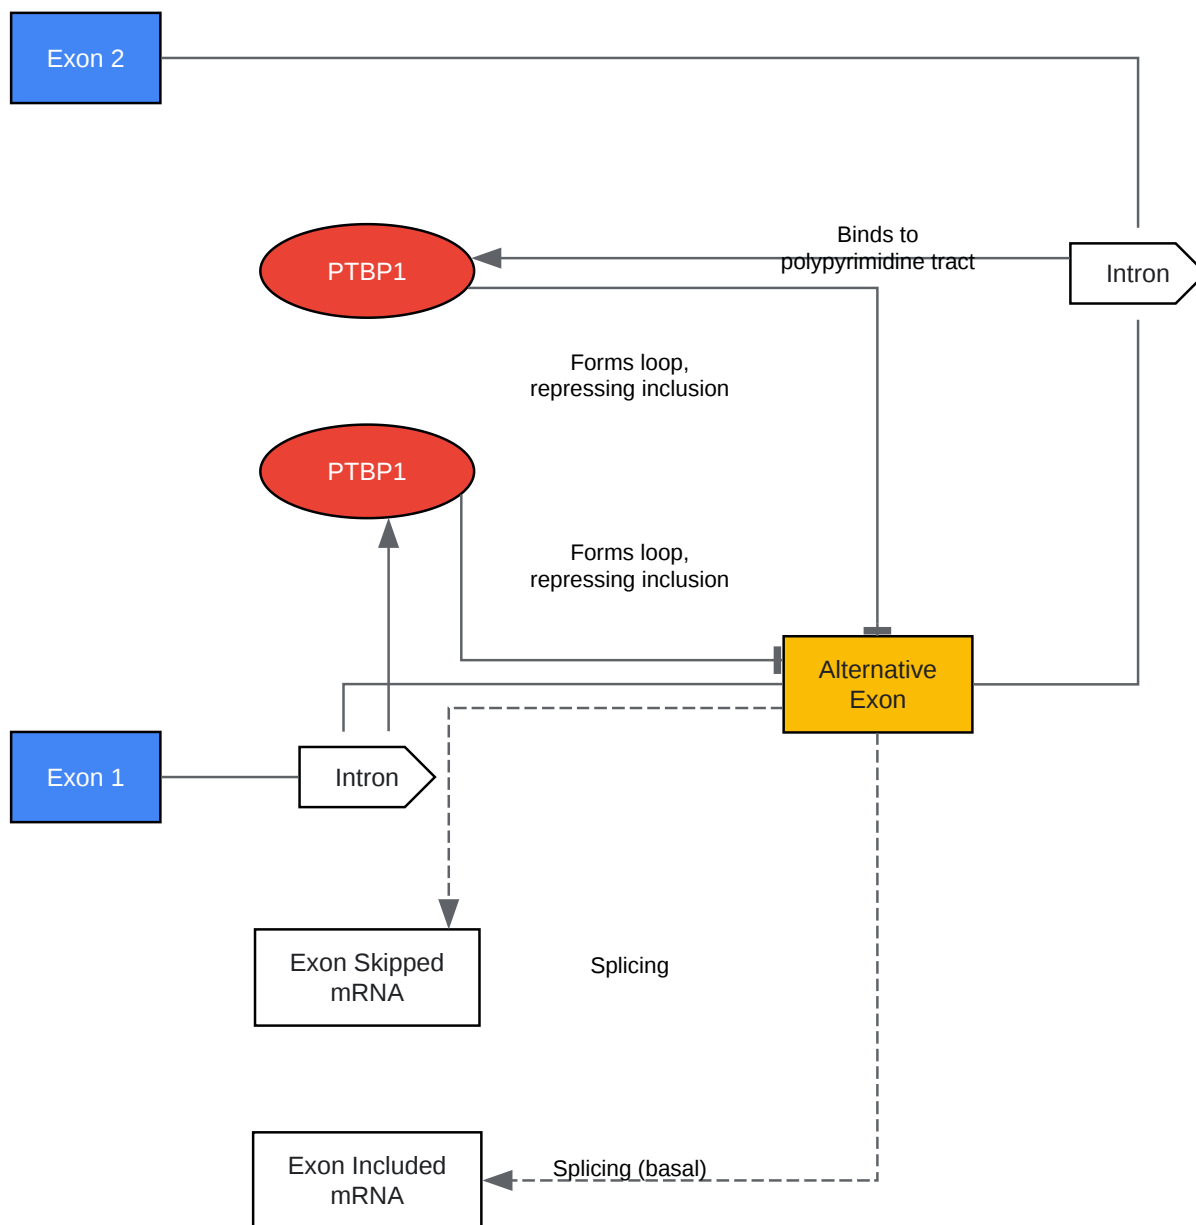 Exon 2
Binds to
polypyrimidine tract
PTBP1
Intron
Forms loop,
repressing inclusion
PTBP1
Forms loop,
repressing inclusion
Alternative
Exon
Exon 1
Intron
Exon Skipped
mRNA
Splicing
Exon Included
mRNA
Splicing (basal)